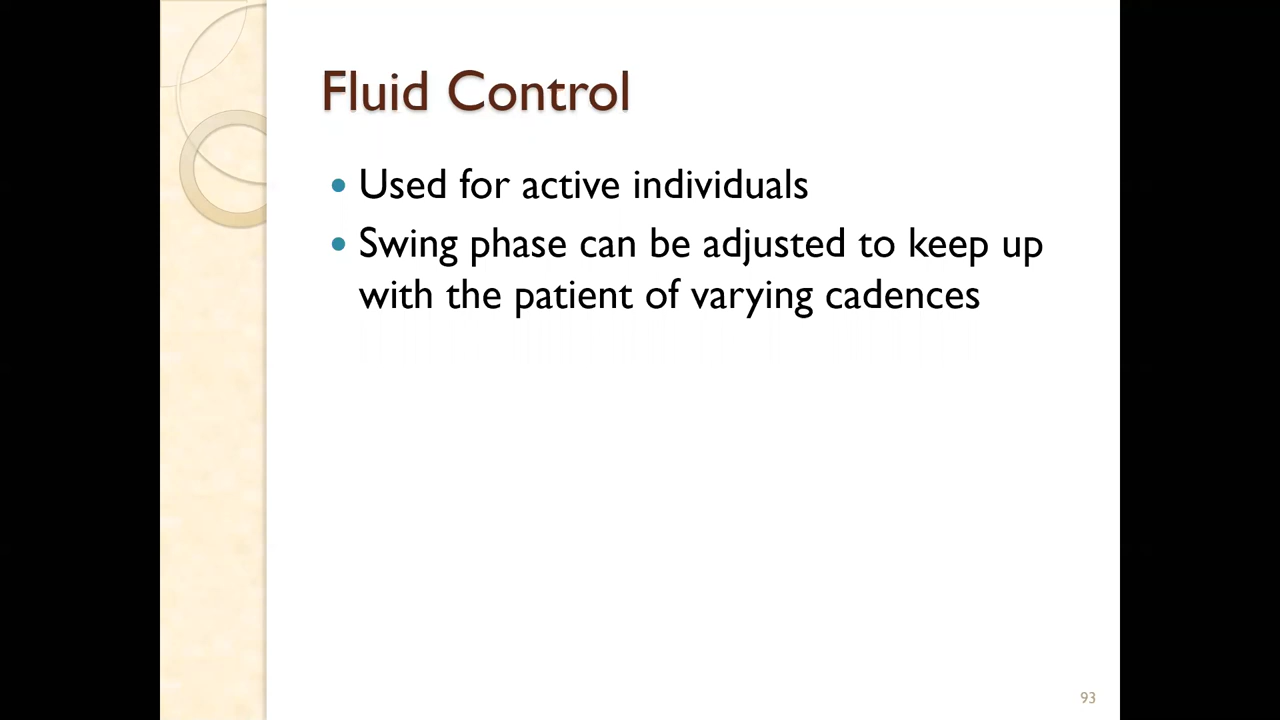 Fluid Control
• Used for active individuals
• Swing phase can be adjusted to keep up
with the patient of varying cadences
93